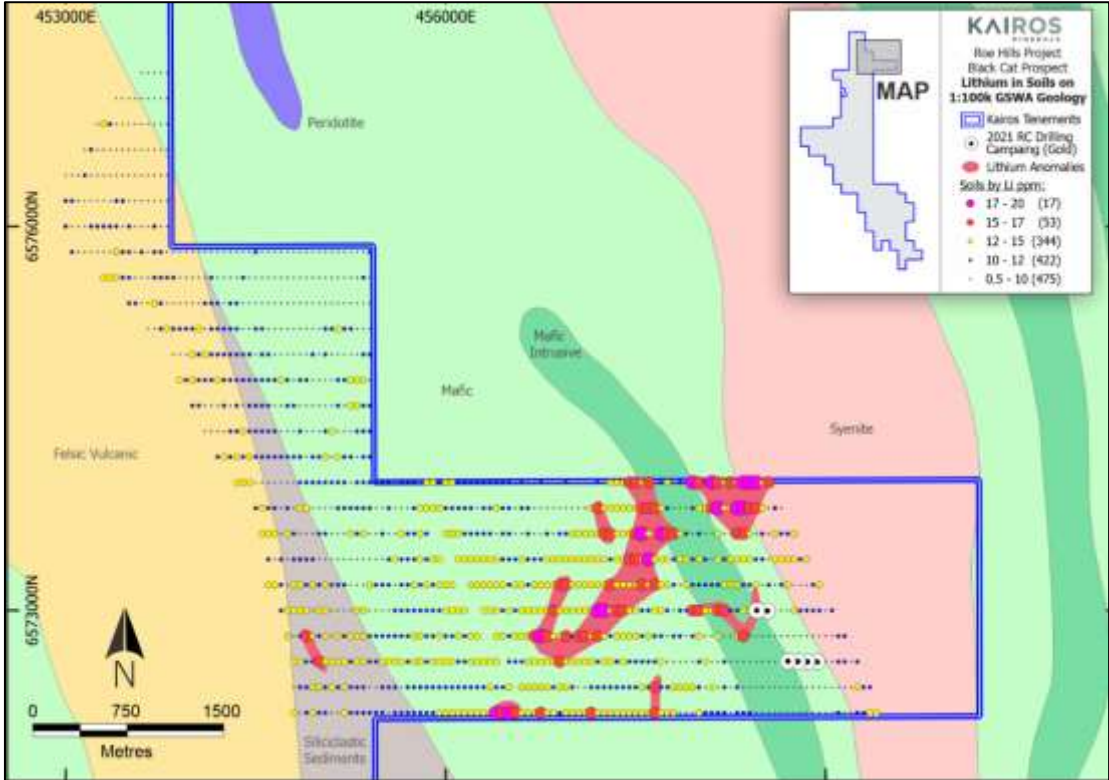 453000E
456000E
6576000N
6573000N
Peridotite
Mafic
Intrusive
Mafic
Syenite
Felsic Vulcanic
Siliciclastic
Sediments
N
0 750 1500
Metres
MAP
KAIROS
MINERALS
Roe Hills Project
Black Cat Prospect
Lithium in Soils on
1:100k GSWA Geology
Kairos Tenements
2021 RC Drilling
Campaing (Gold)
Lithium Anomalies
Soils by Li ppm:
17 - 20 (17)
15 - 17 (53)
12 - 15 (344)
10 - 12 (422)
0.5 - 10 (475)